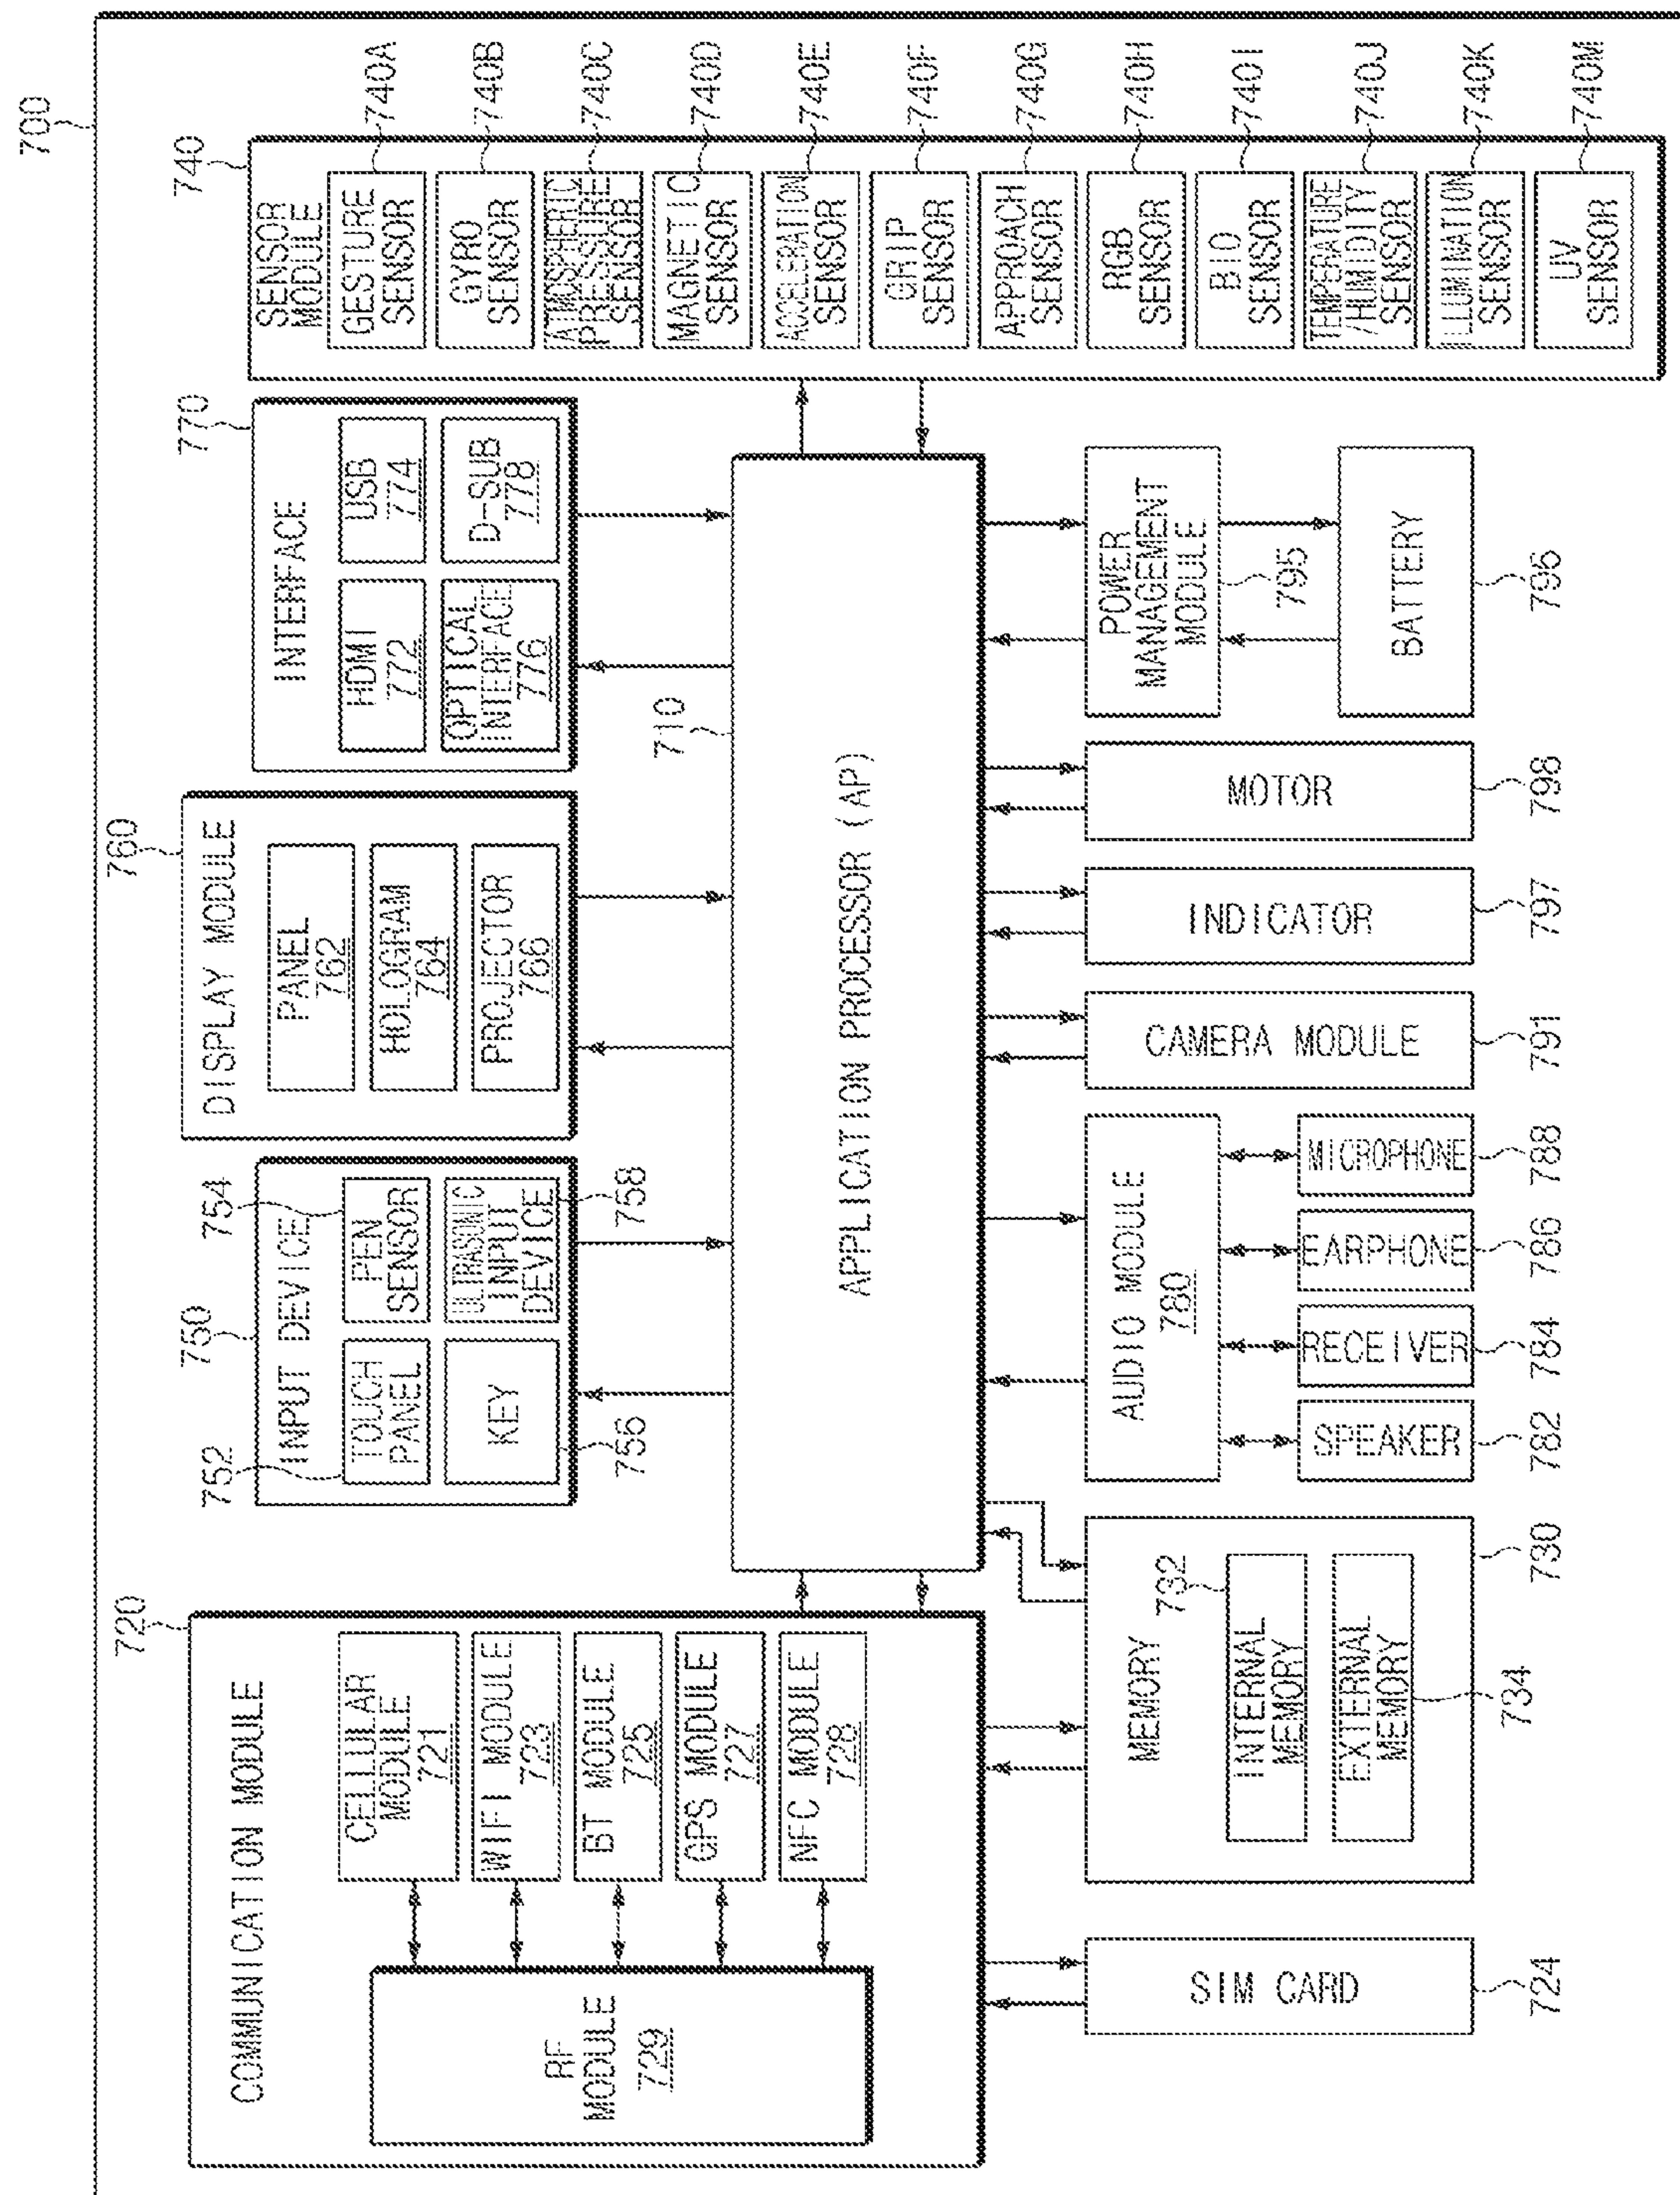 700
720
COMMUNICATION MODULE
RF
MODULE
729
CELLULAR
MODULE
721
WIFI MODULE
723
BT MODULE
725
GPS MODULE
727
NFC MODULE
728
750
INPUT DEVICE
752
TOUCH
PANEL
754
PEN
SENSOR
KEY
756
ULTRASONIC
INPUT
DEVICE
758
760
DISPLAY MODULE
PANEL
762
HOLOGRAM
764
PROJECTOR
766
770
INTERFACE
HDMI
772
USB
774
OPTICAL
INTERFACE
776
D-SUB
778
740
SENSOR
MODULE
GESTURE
SENSOR
740A
GYRO
SENSOR
740B
ATMOSPHERIC
PRESSURE
SENSOR
740C
MAGNETIC
SENSOR
740D
ACCELERATION
SENSOR
740E
GRIP
SENSOR
740F
APPROACH
SENSOR
740G
RGB
SENSOR
740H
BIO
SENSOR
740I
TEMPERATURE
/HUMIDITY
SENSOR
740J
ILLUMINATION
SENSOR
740K
UV
SENSOR
740M
710
APPLICATION PROCESSOR (AP)
SIM CARD
724
MEMORY
732
INTERNAL
MEMORY
EXTERNAL
MEMORY
734
730
AUDIO MODULE
780
SPEAKER
782
RECEIVER
784
EARPHONE
786
MICROPHONE
788
CAMERA MODULE
791
INDICATOR
797
MOTOR
798
POWER
MANAGEMENT
MODULE
795
BATTERY
796